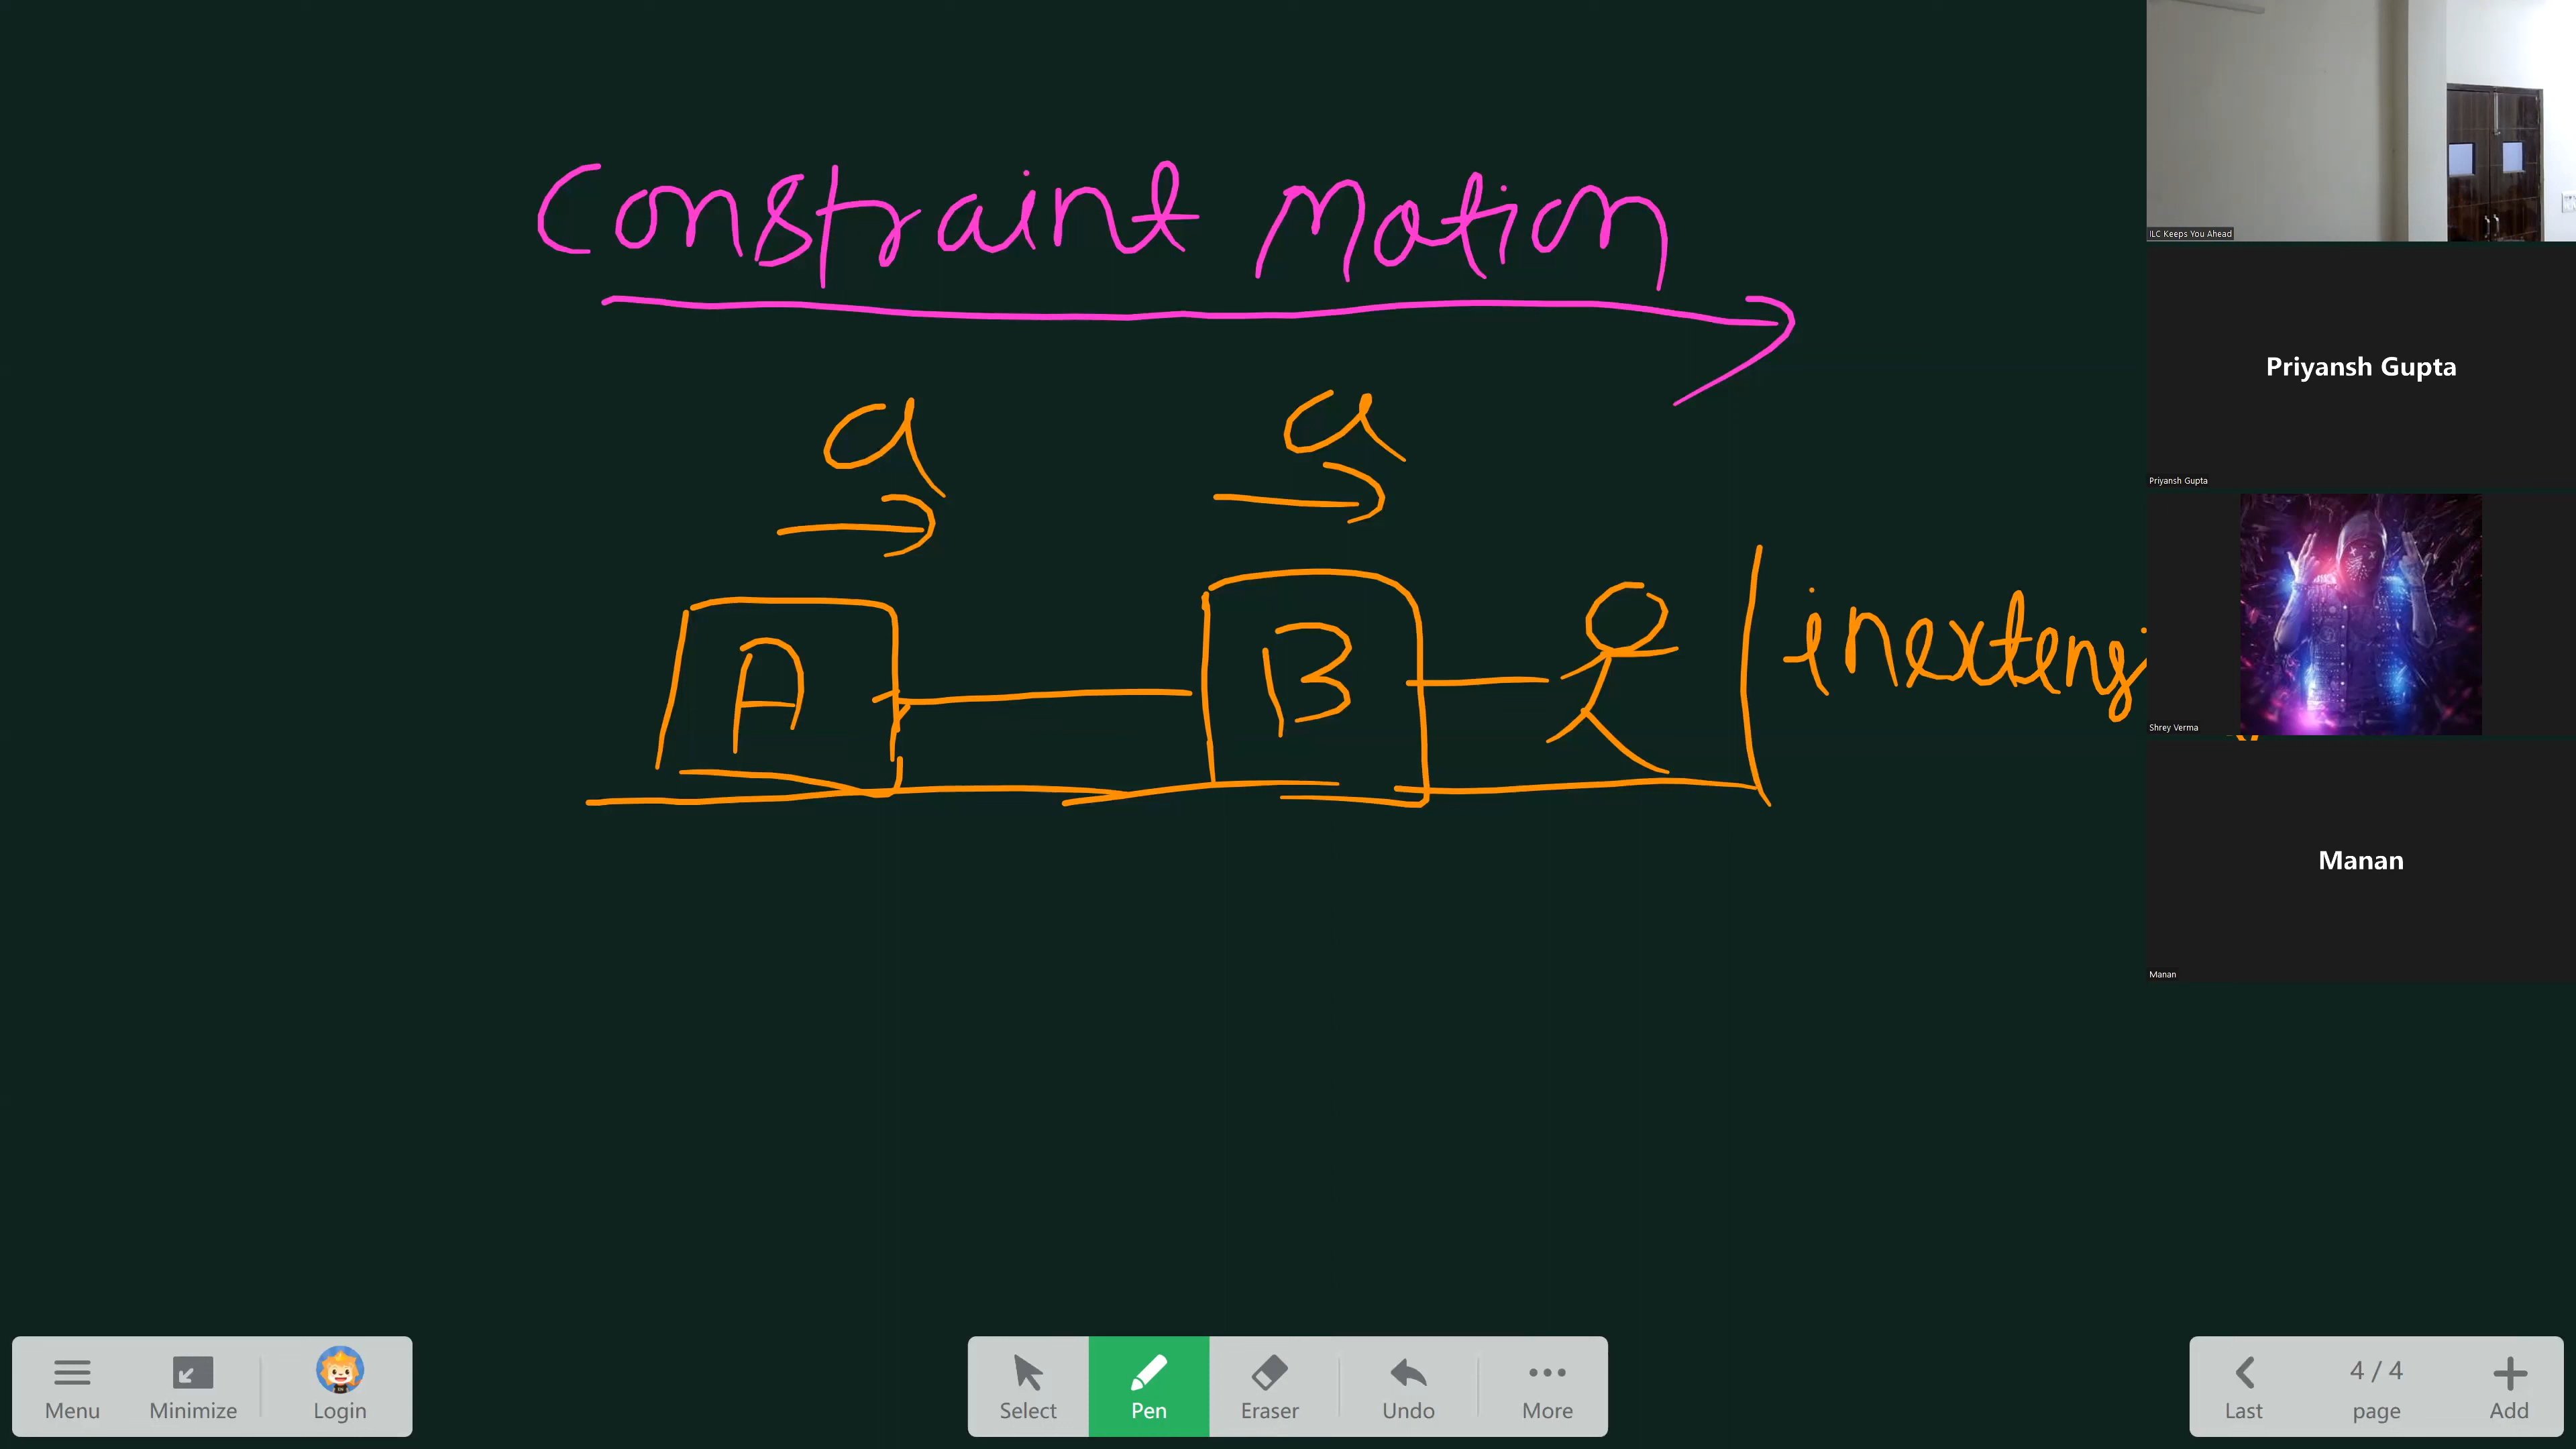 Constraint Motion
a a
A B inextensi
ILC Keeps You Ahead
Priyansh Gupta
Priyansh Gupta
Shrey Verma
Manan
Manan
Menu Minimize Login Select Pen Eraser Undo More Last 4 / 4 page Add